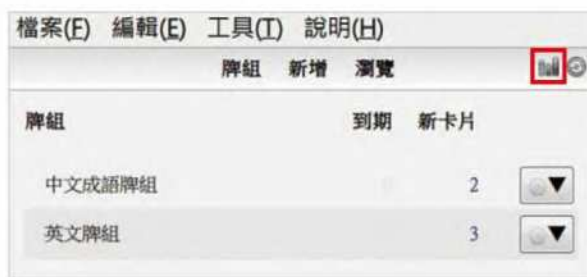 檔案(F) 編輯(E) 工具(T) 說明(H)
牌組 新增 瀏覽
牌組 到期 新卡片
中文成語牌組 0 2
英文牌組 3